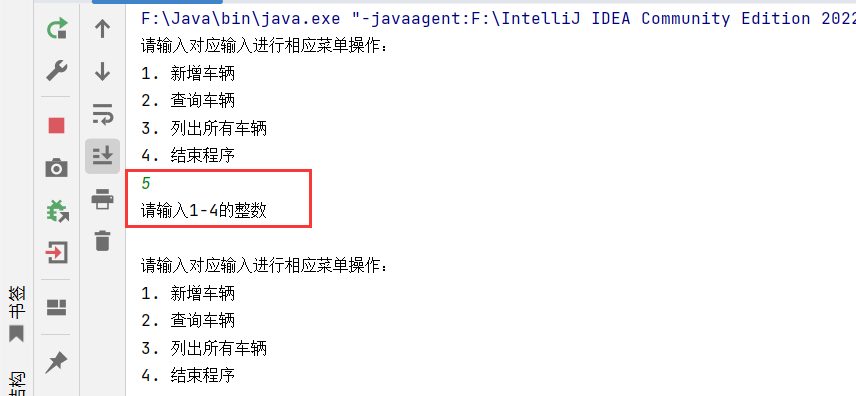 F:\Java\bin\java.exe "-javaagent:F:\IntelliJ IDEA Community Edition 2022
请输入对应输入进行相应菜单操作：
1. 新增车辆
2. 查询车辆
3. 列出所有车辆
4. 结束程序
5
请输入1-4的整数
请输入对应输入进行相应菜单操作：
1. 新增车辆
2. 查询车辆
3. 列出所有车辆
4. 结束程序
书签
结构